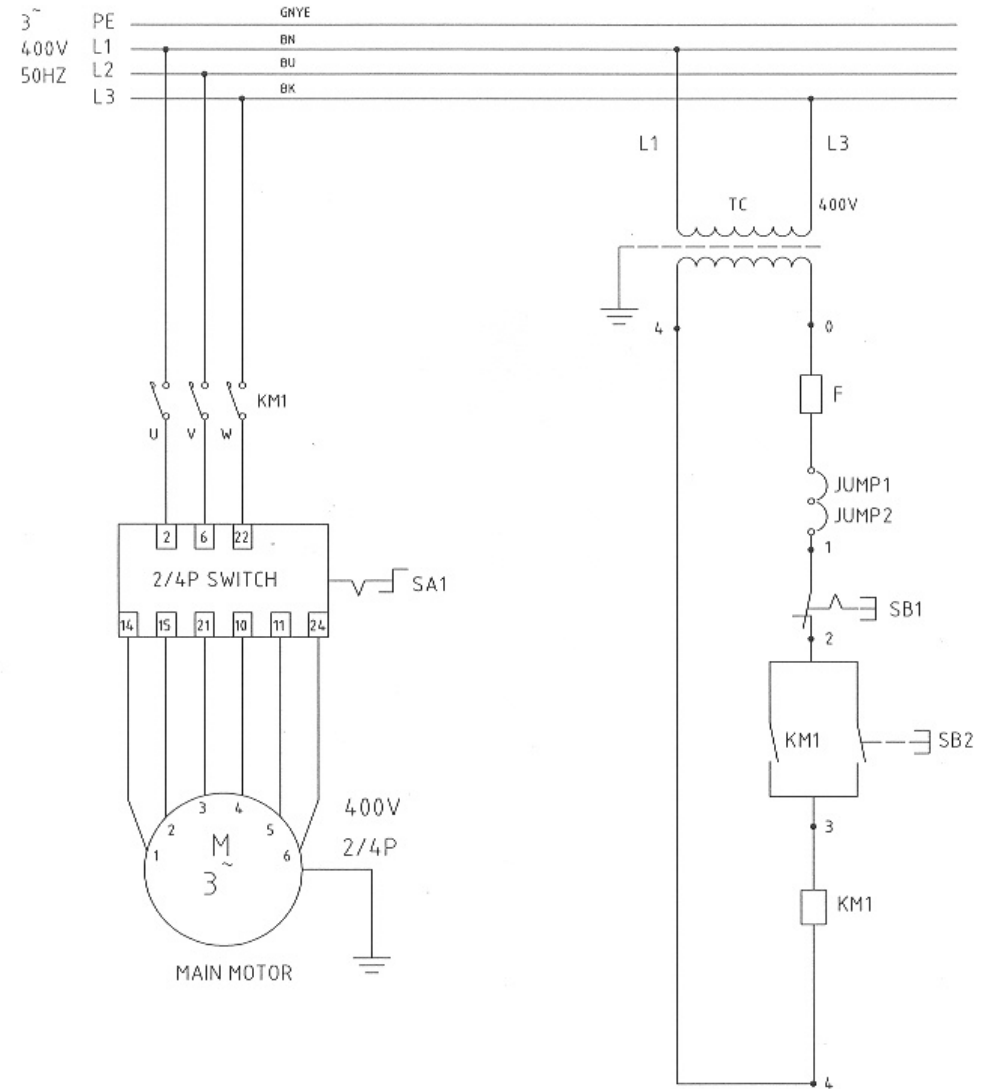 3~ PE GNYE
400V L1 BN
50HZ L2 BU
L3 BK
L1 L3
TC 400V
4 0
KM1 F
U V W
JUMP1
JUMP2
2 6 22
1
2/4P SWITCH SA1
SB1
14 15 21 10 11 24
2
KM1 SB2
3 4 400V
2 5 3
M 2/4P
1 6
3~
KM1
MAIN MOTOR
4